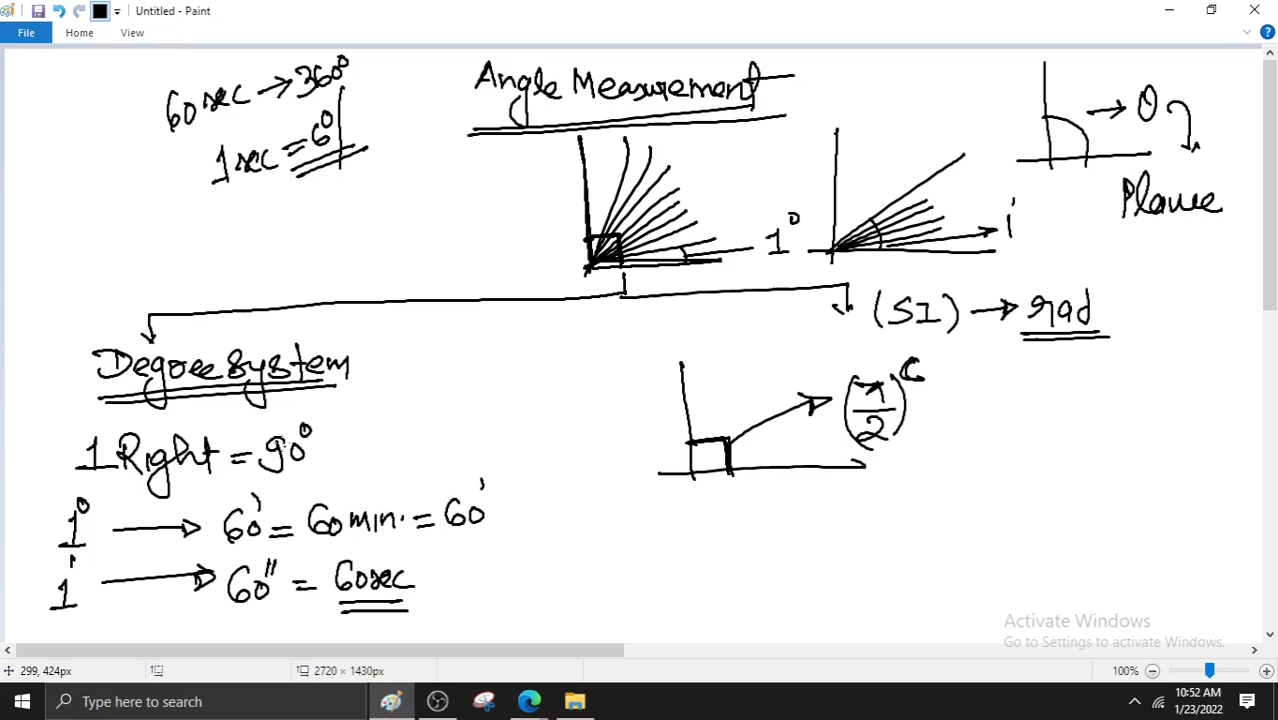 Untitled - Paint
File Home View
60 sec → 360°
1 sec = 6°
Angle Measurement
1°
1'
→ θ
Plane
(SI) → rad
Degree system
1 Right = 90°
1° → 60' = 60 min. = 60'
1' → 60" = 60 sec
(π/2)^c
Activate Windows
Go to Settings to activate Windows.
299, 424px
2720 × 1430px
100%
Type here to search
10:52 AM
1/23/2022